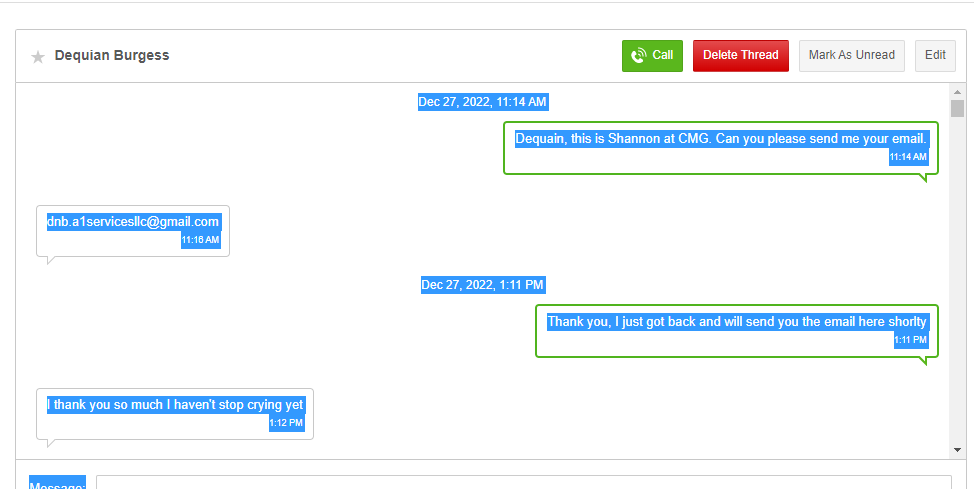 Dequian Burgess
Call
Delete Thread
Mark As Unread
Edit
Dec 27, 2022, 11:14 AM
Dequain, this is Shannon at CMG. Can you please send me your email.
11:14 AM
dnb.a1servicesllc@gmail.com
11:16 AM
Dec 27, 2022, 1:11 PM
Thank you, I just got back and will send you the email here shorlty
1:11 PM
I thank you so much I haven't stop crying yet
1:12 PM
Message: